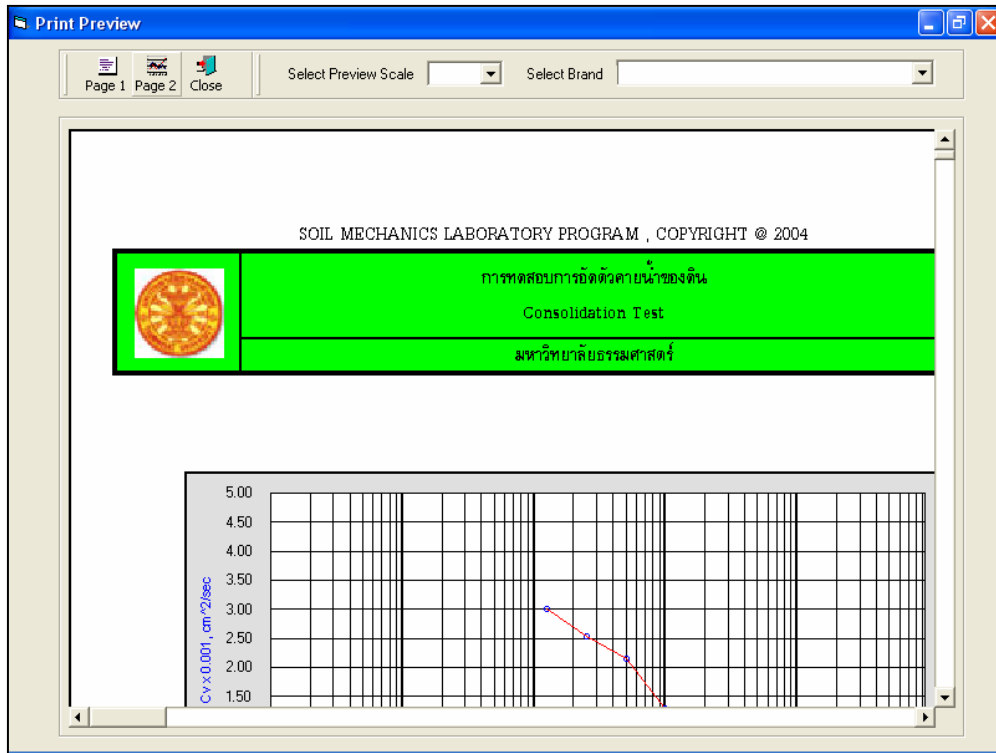 Print Preview
Page 1 Page 2 Close Select Preview Scale Select Brand
SOIL MECHANICS LABORATORY PROGRAM , COPYRIGHT @ 2004
การทดสอบการอัดตัวคายน้ำของดิน
Consolidation Test
มหาวิทยาลัยธรรมศาสตร์
5.00
4.50
4.00
3.50
3.00
2.50
2.00
1.50
Cv x 0.001, cm^2/sec